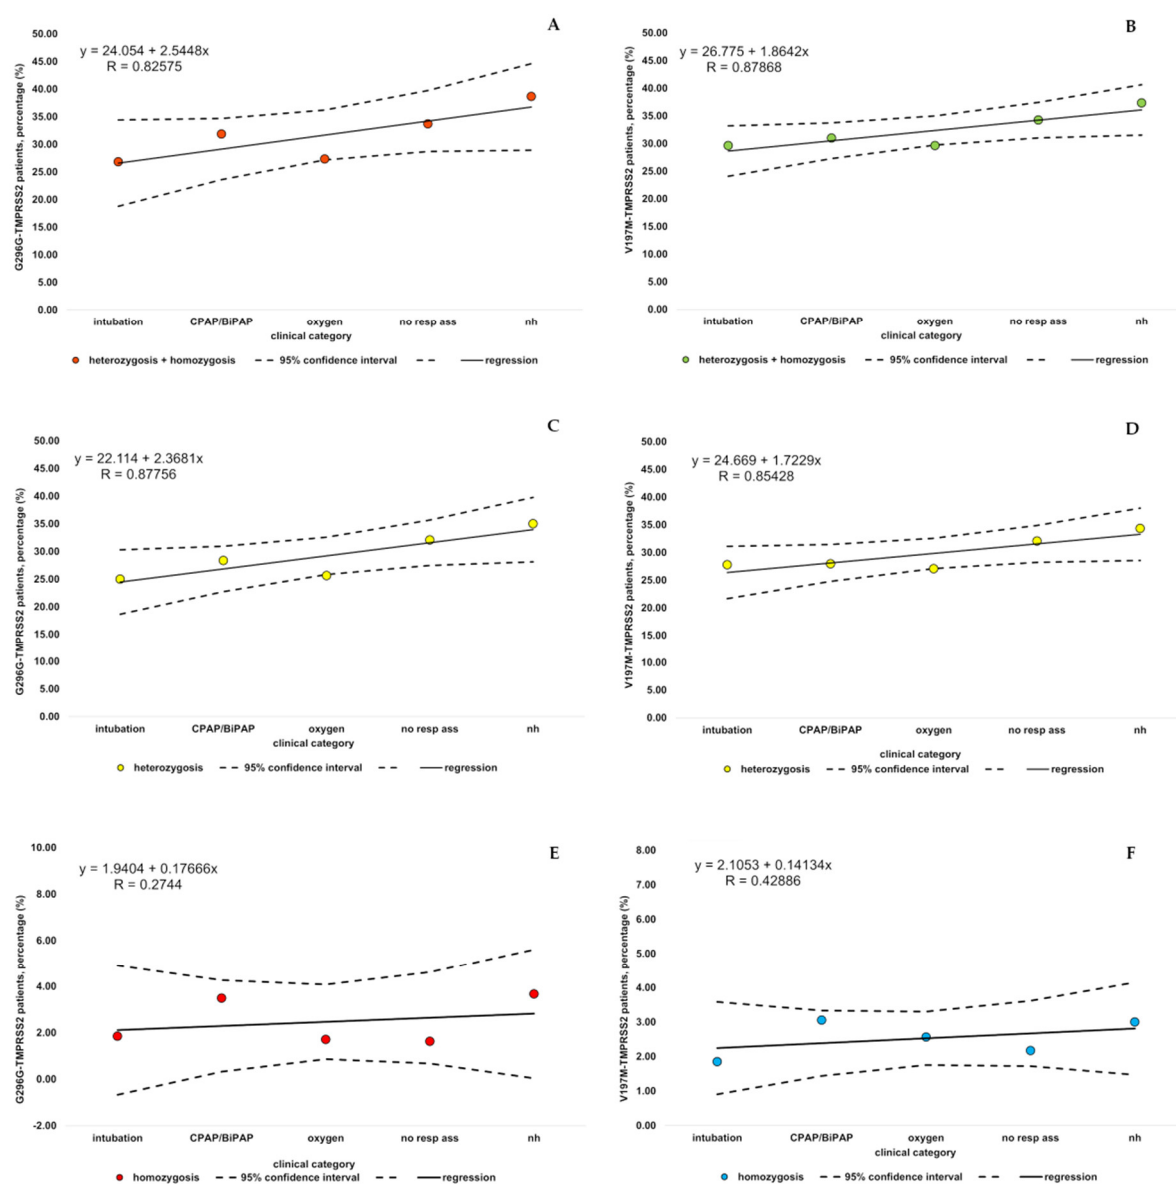 A
G296G-TMPRSS2 patients, percentage (%)
50.00
45.00
40.00
35.00
30.00
25.00
20.00
15.00
10.00
5.00
0.00
y = 24.054 + 2.5448x
R = 0.82575
intubation CPAP/BiPAP oxygen no resp ass nh
clinical category
heterozygosis + homozygosis 95% confidence interval regression
B
V197M-TMPRSS2 patients, percentage (%)
50.00
45.00
40.00
35.00
30.00
25.00
20.00
15.00
10.00
5.00
0.00
y = 26.775 + 1.8642x
R = 0.87868
intubation CPAP/BiPAP oxygen no resp ass nh
clinical category
heterozygosis + homozygosis 95% confidence interval regression
C
G296G-TMPRSS2 patients, percentage (%)
50.00
45.00
40.00
35.00
30.00
25.00
20.00
15.00
10.00
5.00
0.00
y = 22.114 + 2.3681x
R = 0.87756
intubation CPAP/BiPAP oxygen no resp ass nh
clinical category
heterozygosis 95% confidence interval regression
D
V197M-TMPRSS2 patients, percentage (%)
50.00
45.00
40.00
35.00
30.00
25.00
20.00
15.00
10.00
5.00
0.00
y = 24.669 + 1.7229x
R = 0.85428
intubation CPAP/BiPAP oxygen no resp ass nh
clinical category
heterozygosis 95% confidence interval regression
E
G296G-TMPRSS2 patients, percentage (%)
10.00
8.00
6.00
4.00
2.00
0.00
-2.00
y = 1.9404 + 0.17666x
R = 0.2744
intubation CPAP/BiPAP oxygen no resp ass nh
clinical category
homozygosis 95% confidence interval regression
F
V197M-TMPRSS2 patients, percentage (%)
8.00
7.00
6.00
5.00
4.00
3.00
2.00
1.00
0.00
y = 2.1053 + 0.14134x
R = 0.42886
intubation CPAP/BiPAP oxygen no resp ass nh
clinical category
homozygosis 95% confidence interval regression